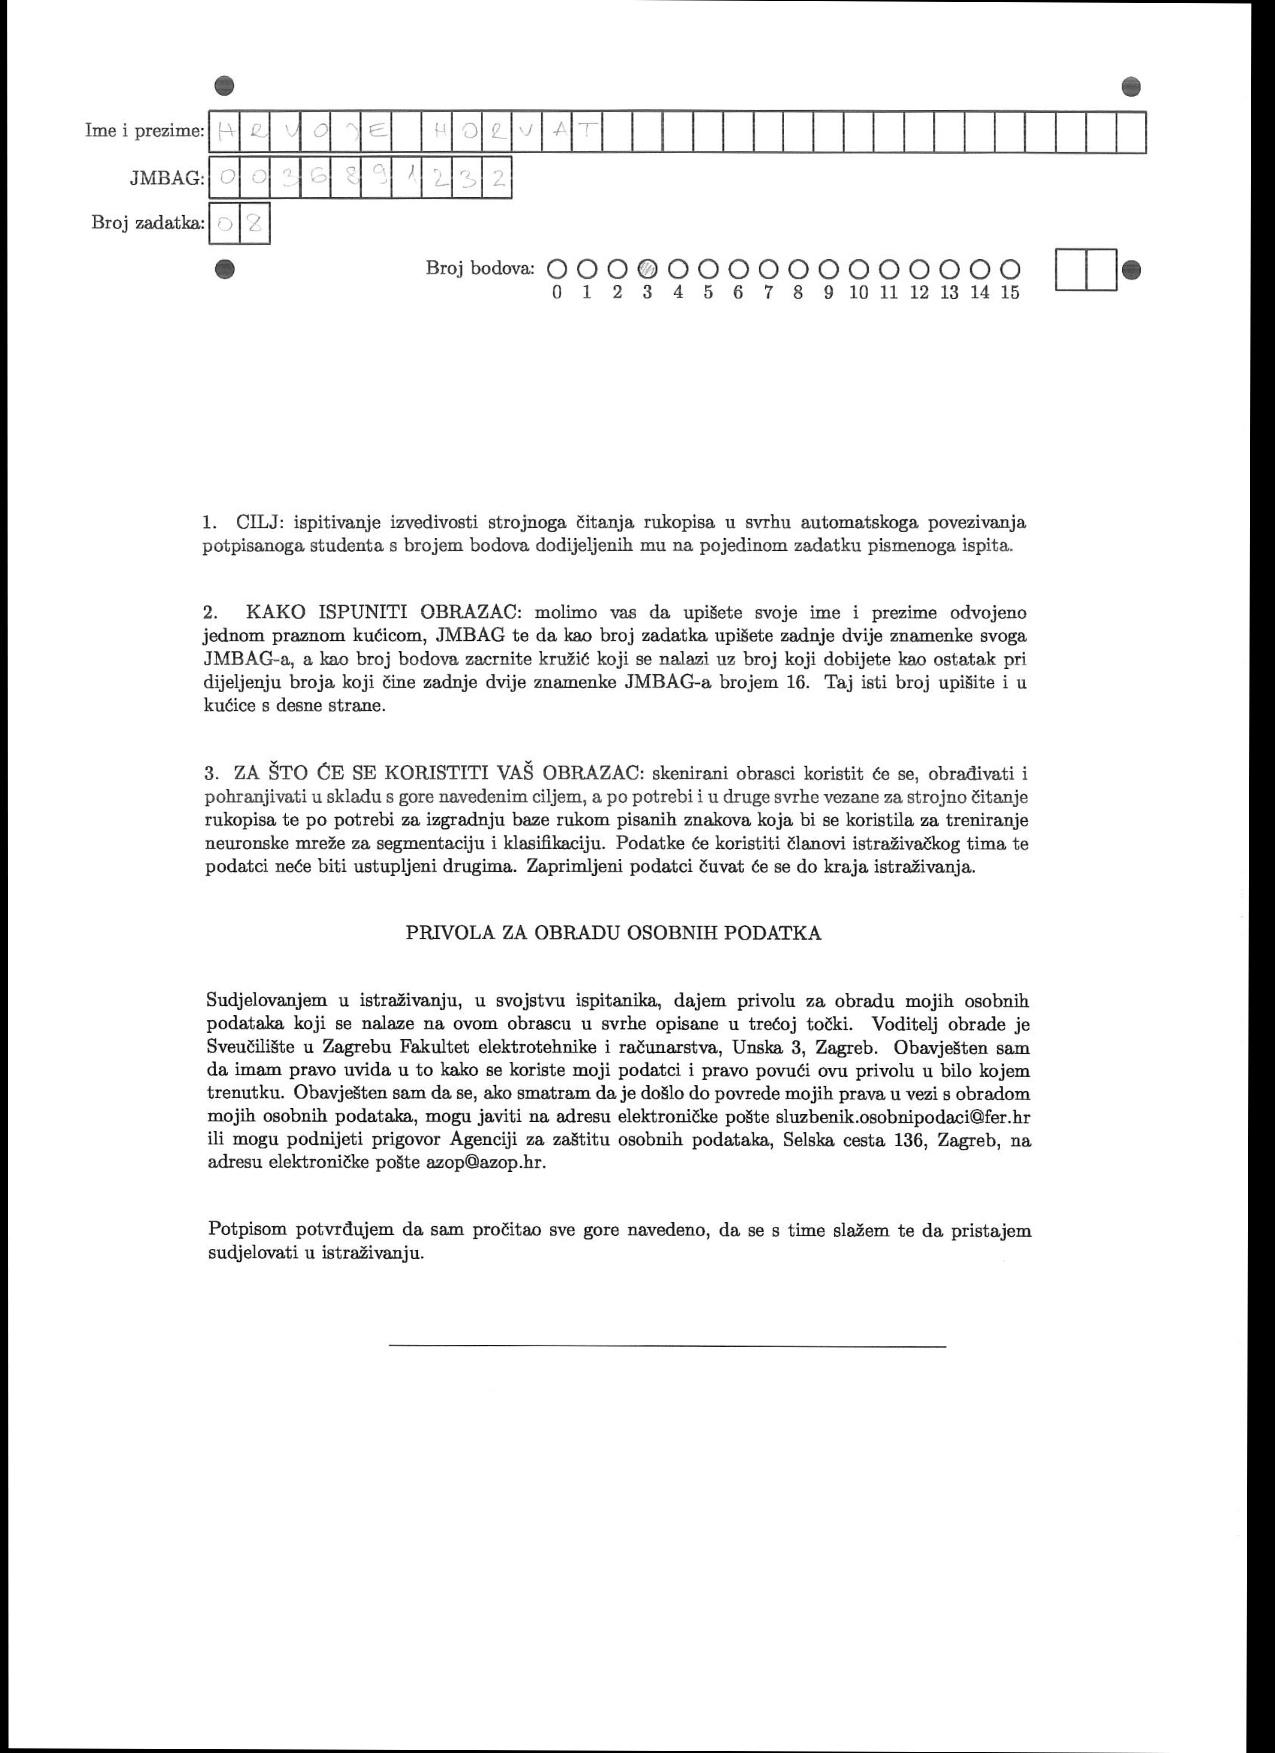 Ime i prezime: HRVOJE HORVAT
JMBAG: 0036891232
Broj zadatka: 08
Broj bodova:
0 1 2 3 4 5 6 7 8 9 10 11 12 13 14 15
1. CILJ: ispitivanje izvedivosti strojnoga čitanja rukopisa u svrhu automatskoga povezivanja
potpisanoga studenta s brojem bodova dodijeljenih mu na pojedinom zadatku pismenoga ispita.
2. KAKO ISPUNITI OBRAZAC: molimo vas da upišete svoje ime i prezime odvojeno
jednom praznom kućicom, JMBAG te da kao broj zadatka upišete zadnje dvije znamenke svoga
JMBAG-a, a kao broj bodova zacrnite kružić koji se nalazi uz broj koji dobijete kao ostatak pri
dijeljenju broja koji čine zadnje dvije znamenke JMBAG-a brojem 16. Taj isti broj upišite i u
kućice s desne strane.
3. ZA ŠTO ĆE SE KORISTITI VAŠ OBRAZAC: skenirani obrasci koristit će se, obrađivati i
pohranjivati u skladu s gore navedenim ciljem, a po potrebi i u druge svrhe vezane za strojno čitanje
rukopisa te po potrebi za izgradnju baze rukom pisanih znakova koja bi se koristila za treniranje
neuronske mreže za segmentaciju i klasifikaciju. Podatke će koristiti članovi istraživačkog tima te
podatci neće biti ustupljeni drugima. Zaprimljeni podatci čuvat će se do kraja istraživanja.
PRIVOLA ZA OBRADU OSOBNIH PODATKA
Sudjelovanjem u istraživanju, u svojstvu ispitanika, dajem privolu za obradu mojih osobnih
podataka koji se nalaze na ovom obrascu u svrhe opisane u trećoj točki. Voditelj obrade je
Sveučilište u Zagrebu Fakultet elektrotehnike i računarstva, Unska 3, Zagreb. Obavješten sam
da imam pravo uvida u to kako se koriste moji podatci i pravo povući ovu privolu u bilo kojem
trenutku. Obavješten sam da se, ako smatram da je došlo do povrede mojih prava u vezi s obradom
mojih osobnih podataka, mogu javiti na adresu elektroničke pošte sluzbenik.osobnipodaci@fer.hr
ili mogu podnijeti prigovor Agenciji za zaštitu osobnih podataka, Selska cesta 136, Zagreb, na
adresu elektroničke pošte azop@azop.hr.
Potpisom potvrđujem da sam pročitao sve gore navedeno, da se s time slažem te da pristajem
sudjelovati u istraživanju.